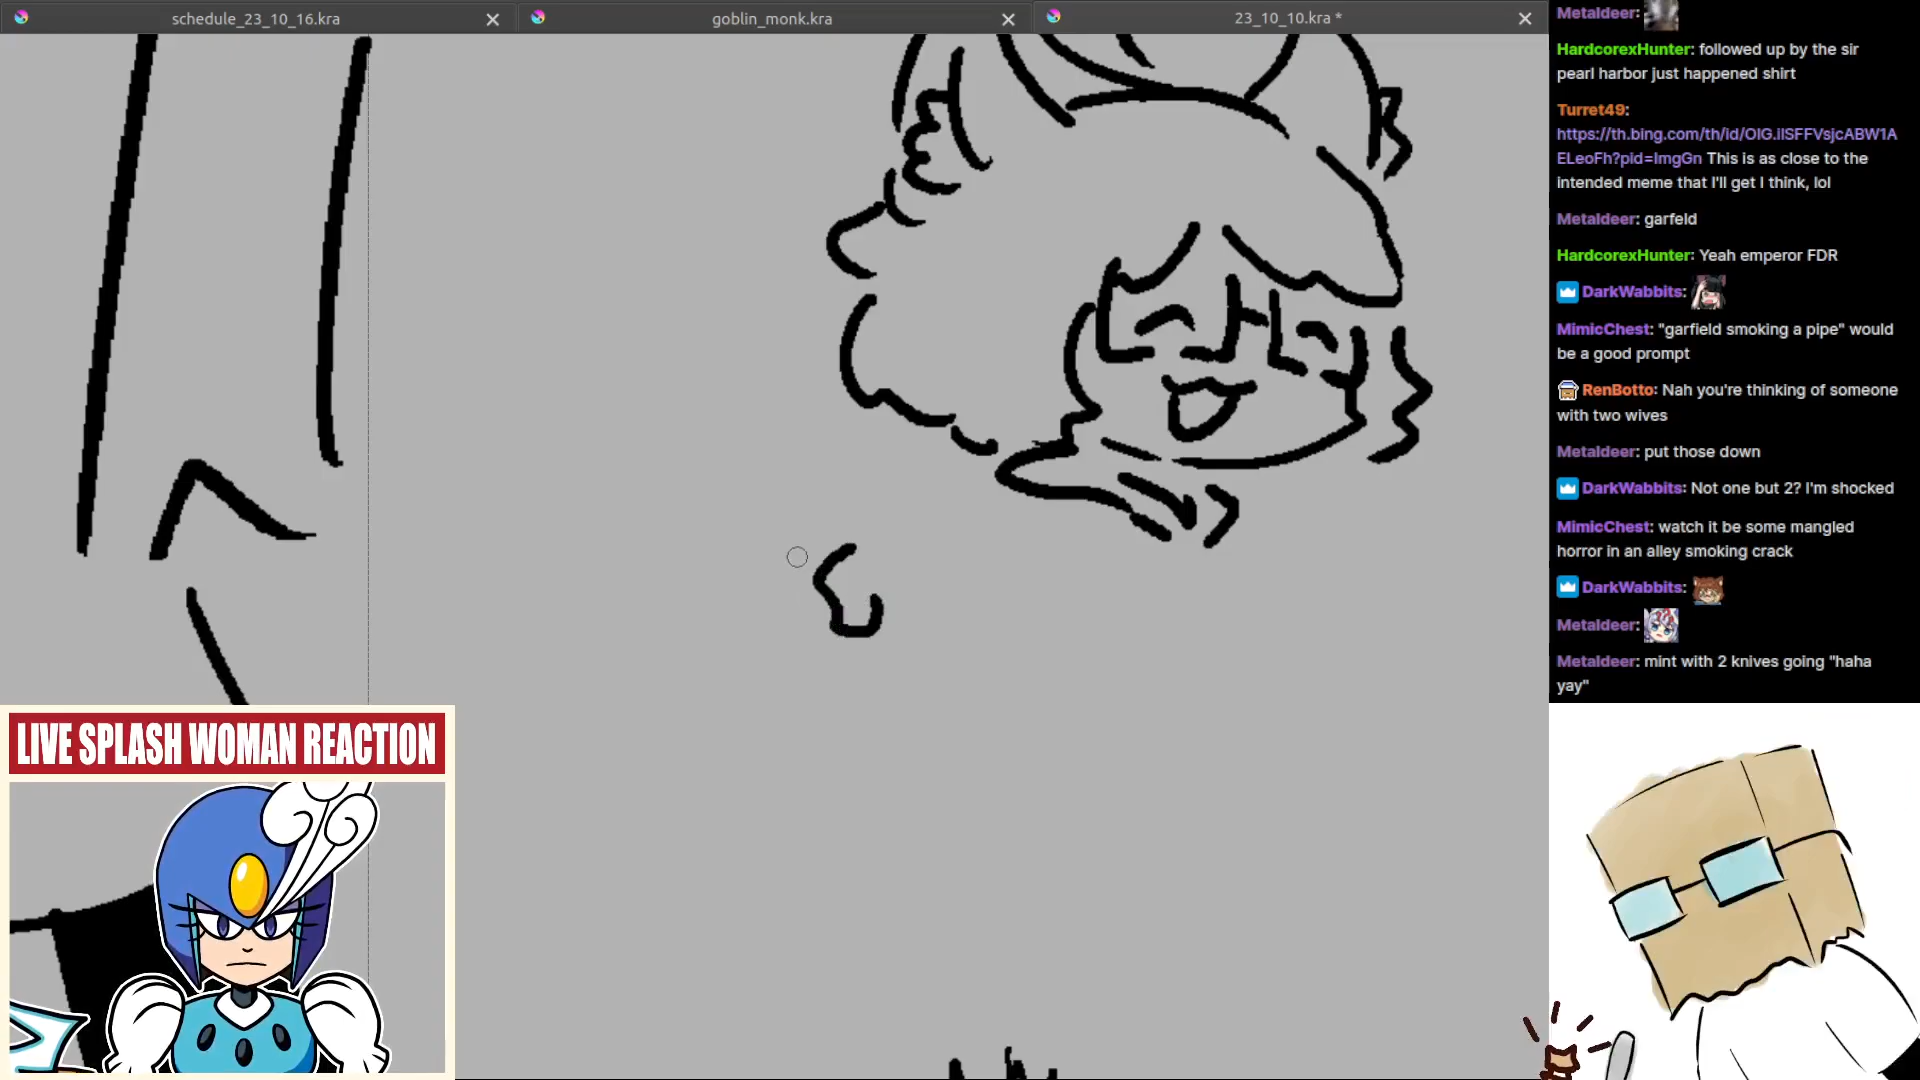 schedule_23_10_16.kra
goblin_monk.kra
23_10_10.kra *
Metaldeer:
HardcorexHunter: followed up by the sir
pearl harbor just happened shirt
Turret49:
https://th.bing.com/th/id/OIG.iISFFVsjcABW1A
ELeoFh?pid=ImgGn This is as close to the
intended meme that I'll get I think, lol
Metaldeer: garfeld
HardcorexHunter: Yeah emperor FDR
DarkWabbits:
MimicChest: "garfield smoking a pipe" would
be a good prompt
RenBotto: Nah you're thinking of someone
with two wives
Metaldeer: put those down
DarkWabbits: Not one but 2? I'm shocked
MimicChest: watch it be some mangled
horror in an alley smoking crack
DarkWabbits:
Metaldeer:
Metaldeer: mint with 2 knives going "haha
yay"
LIVE SPLASH WOMAN REACTION